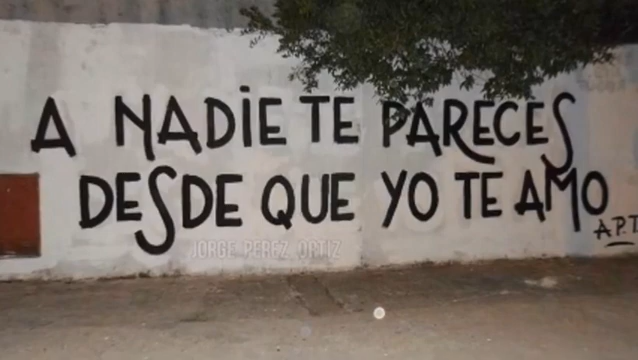 A NADiE TE PARECES
DESDE QUE YO TE AMO
A.P.T
JORGE PEREZ ORTIZ